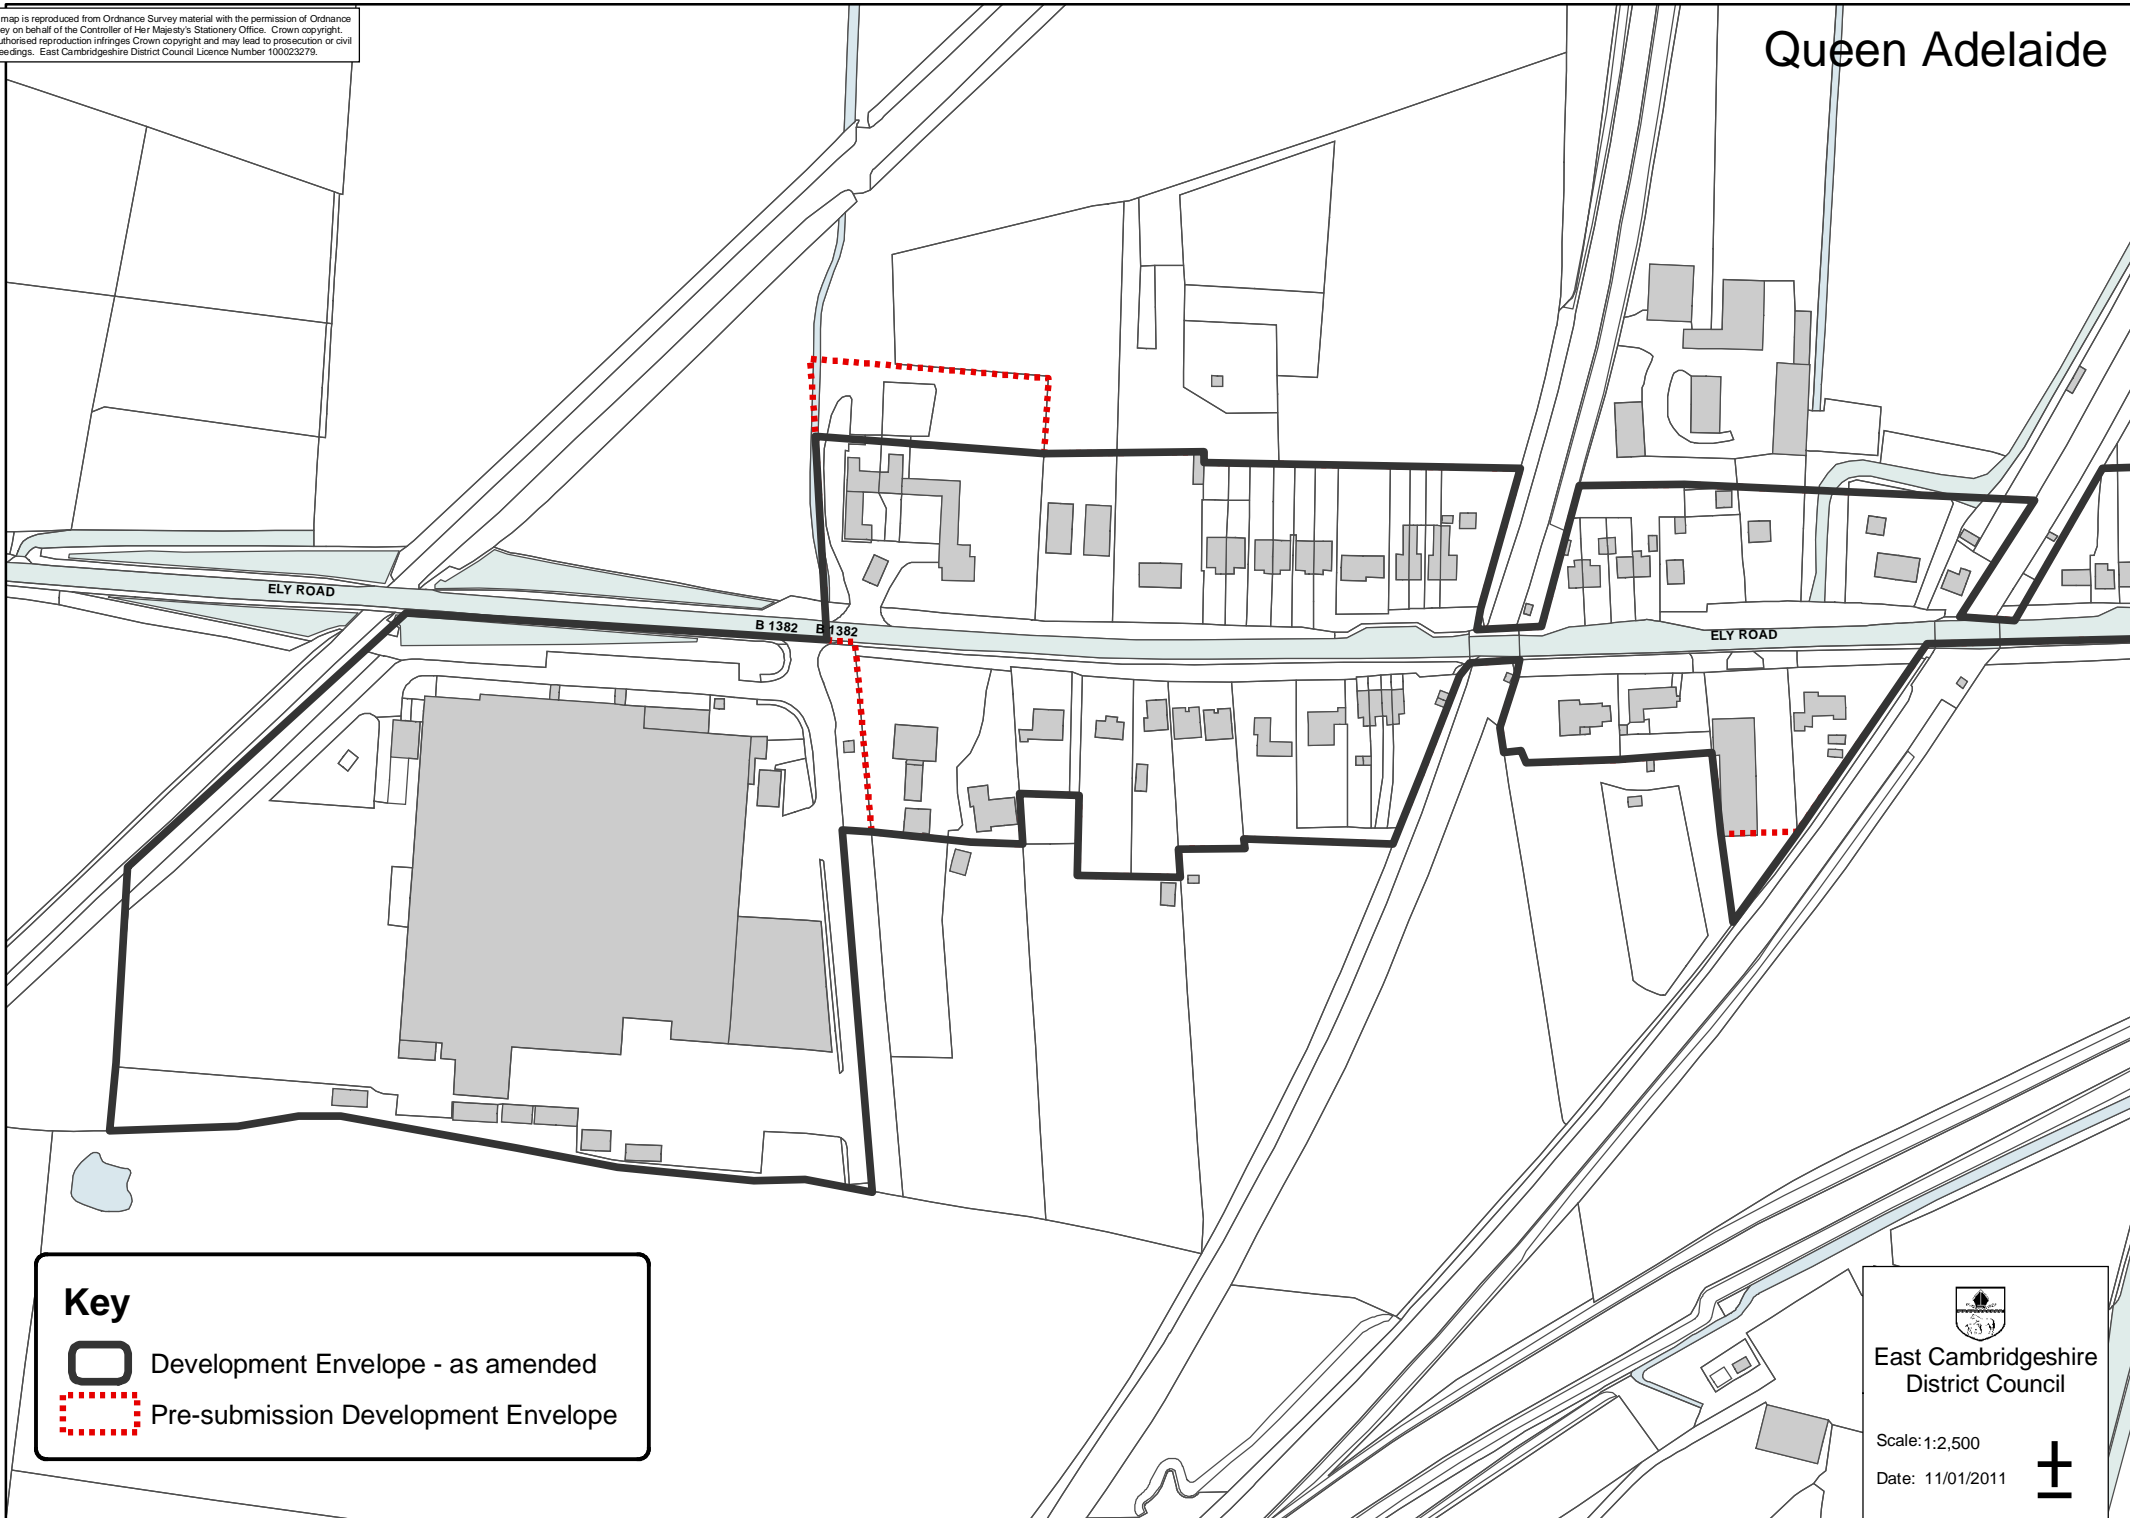 map is reproduced from Ordnance Survey material with the permission of Ordnance
ey on behalf of the Controller of Her Majesty's Stationery Office. Crown copyright.
uthorised reproduction infringes Crown copyright and may lead to prosecution or civil
eedings. East Cambridgeshire District Council Licence Number 100023279.
Queen Adelaide
ELY ROAD
B 1382
B 1382
ELY ROAD
Key
Development Envelope - as amended
Pre-submission Development Envelope
East Cambridgeshire
District Council
Scale: 1:2,500
Date: 11/01/2011